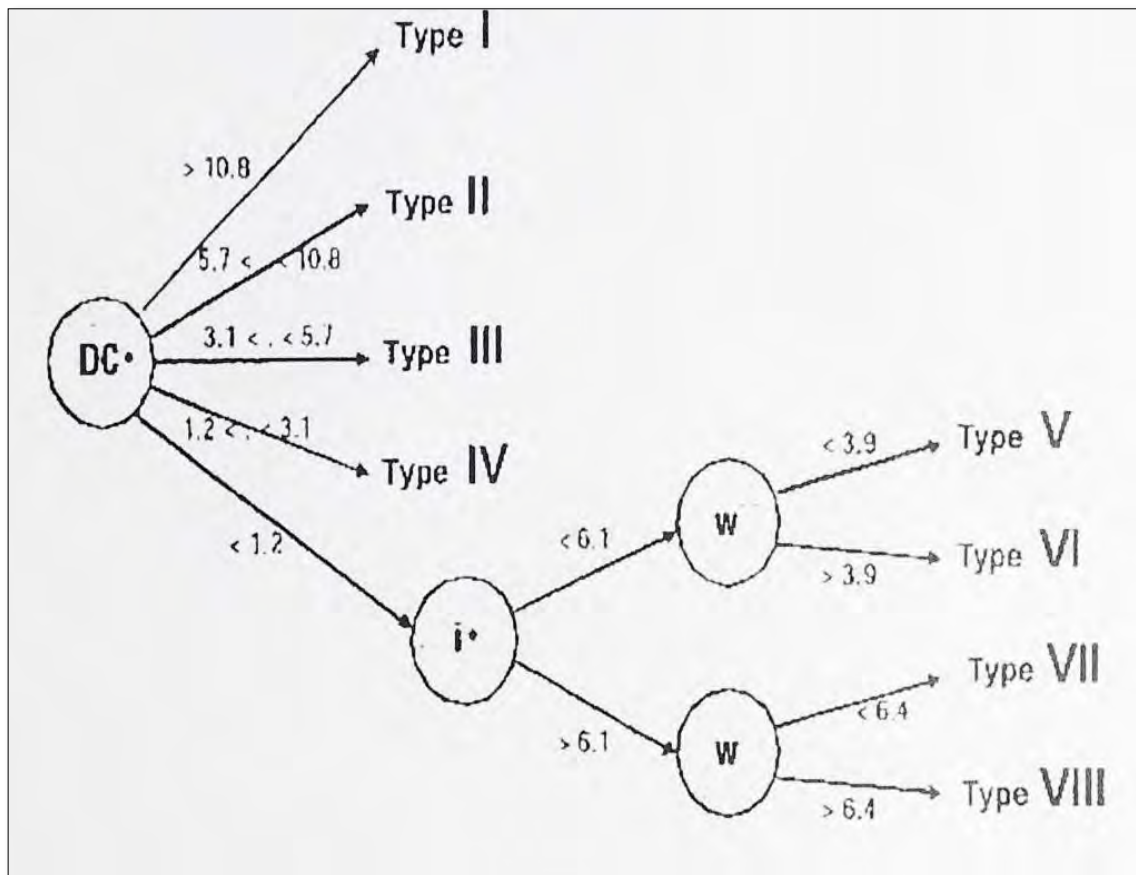 Type I
> 10.8
Type II
5.7 < . < 10.8
DC•
3.1 < . < 5.7
Type III
1.2 < . < 3.1
Type IV
< 1.2
i•
< 6.1
w
< 3.9
Type V
> 3.9
Type VI
> 6.1
w
< 6.4
Type VII
> 6.4
Type VIII